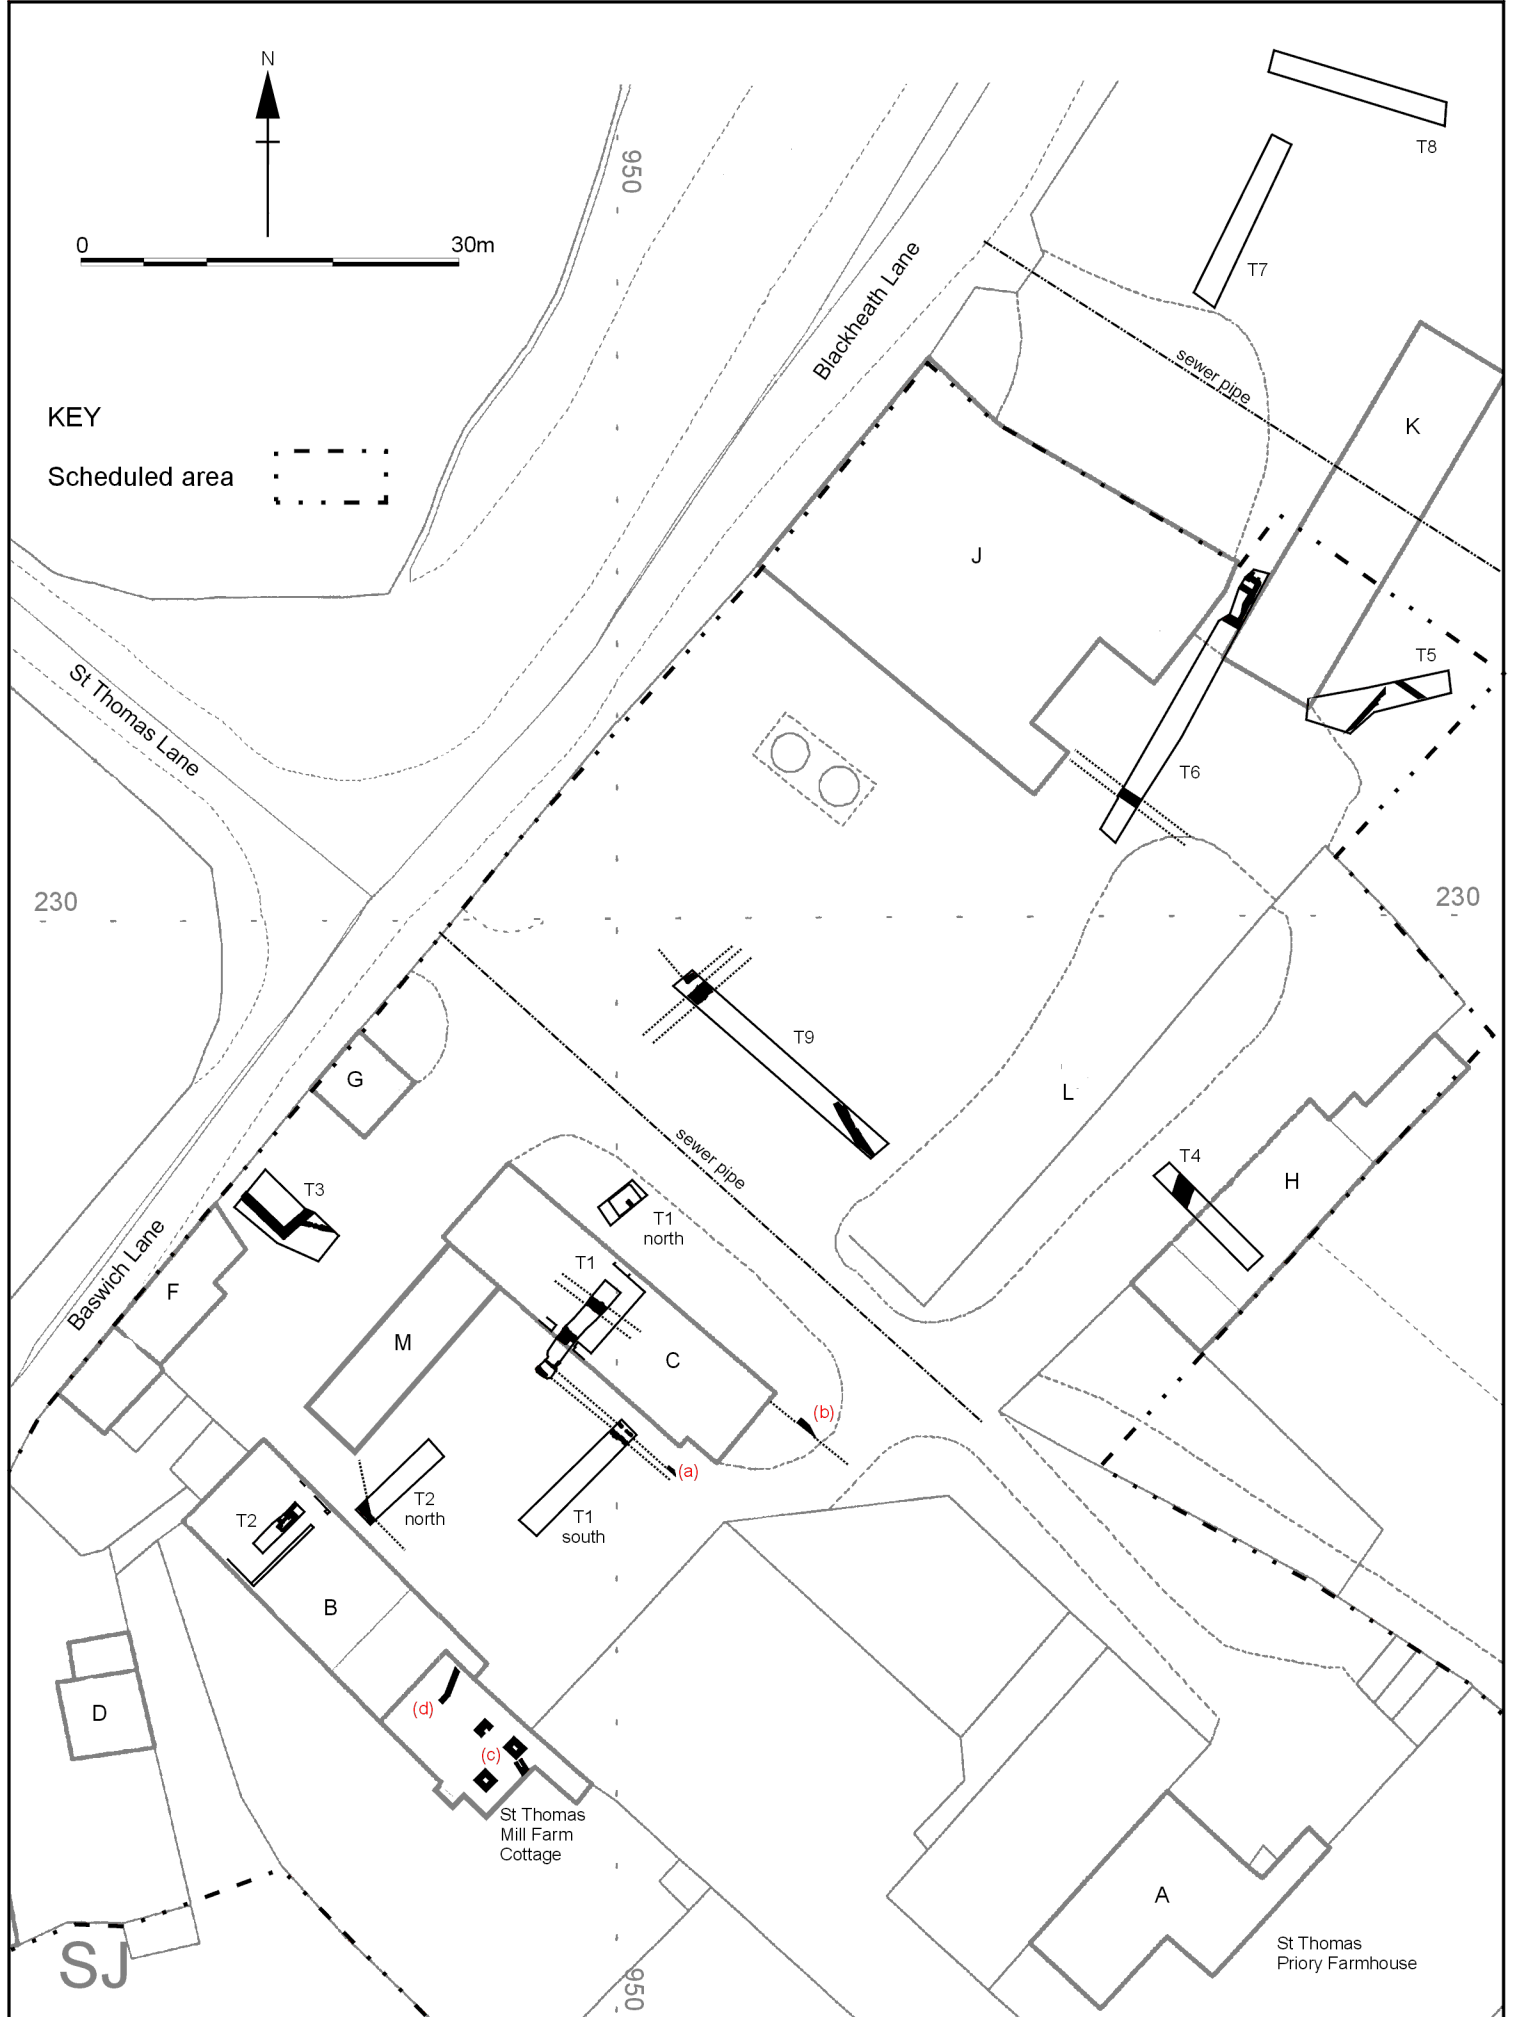 N
T8
950
0
30m
T7
Blackheath Lane
sewer pipe
KEY
Scheduled area
K
J
T5
St Thomas Lane
T6
230
230
T9
G
L
sewer pipe
T4
T3
H
T1
north
T1
Baswich Lane
F
M
C
(b)
(a)
T2
north
T1
south
T2
B
(d)
D
(c)
St Thomas
Mill Farm
Cottage
A
St Thomas
Priory Farmhouse
SJ
950